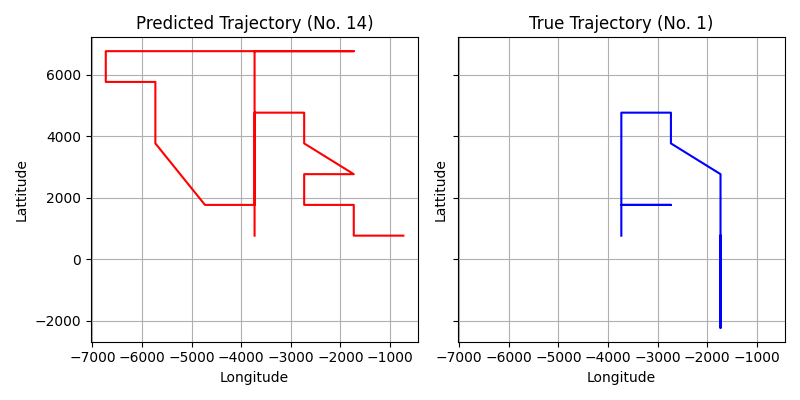 Predicted Trajectory (No. 14)
True Trajectory (No. 1)
Lattitude
6000
4000
2000
0
−2000
−7000 −6000 −5000 −4000 −3000 −2000 −1000
Longitude
Lattitude
−7000 −6000 −5000 −4000 −3000 −2000 −1000
Longitude